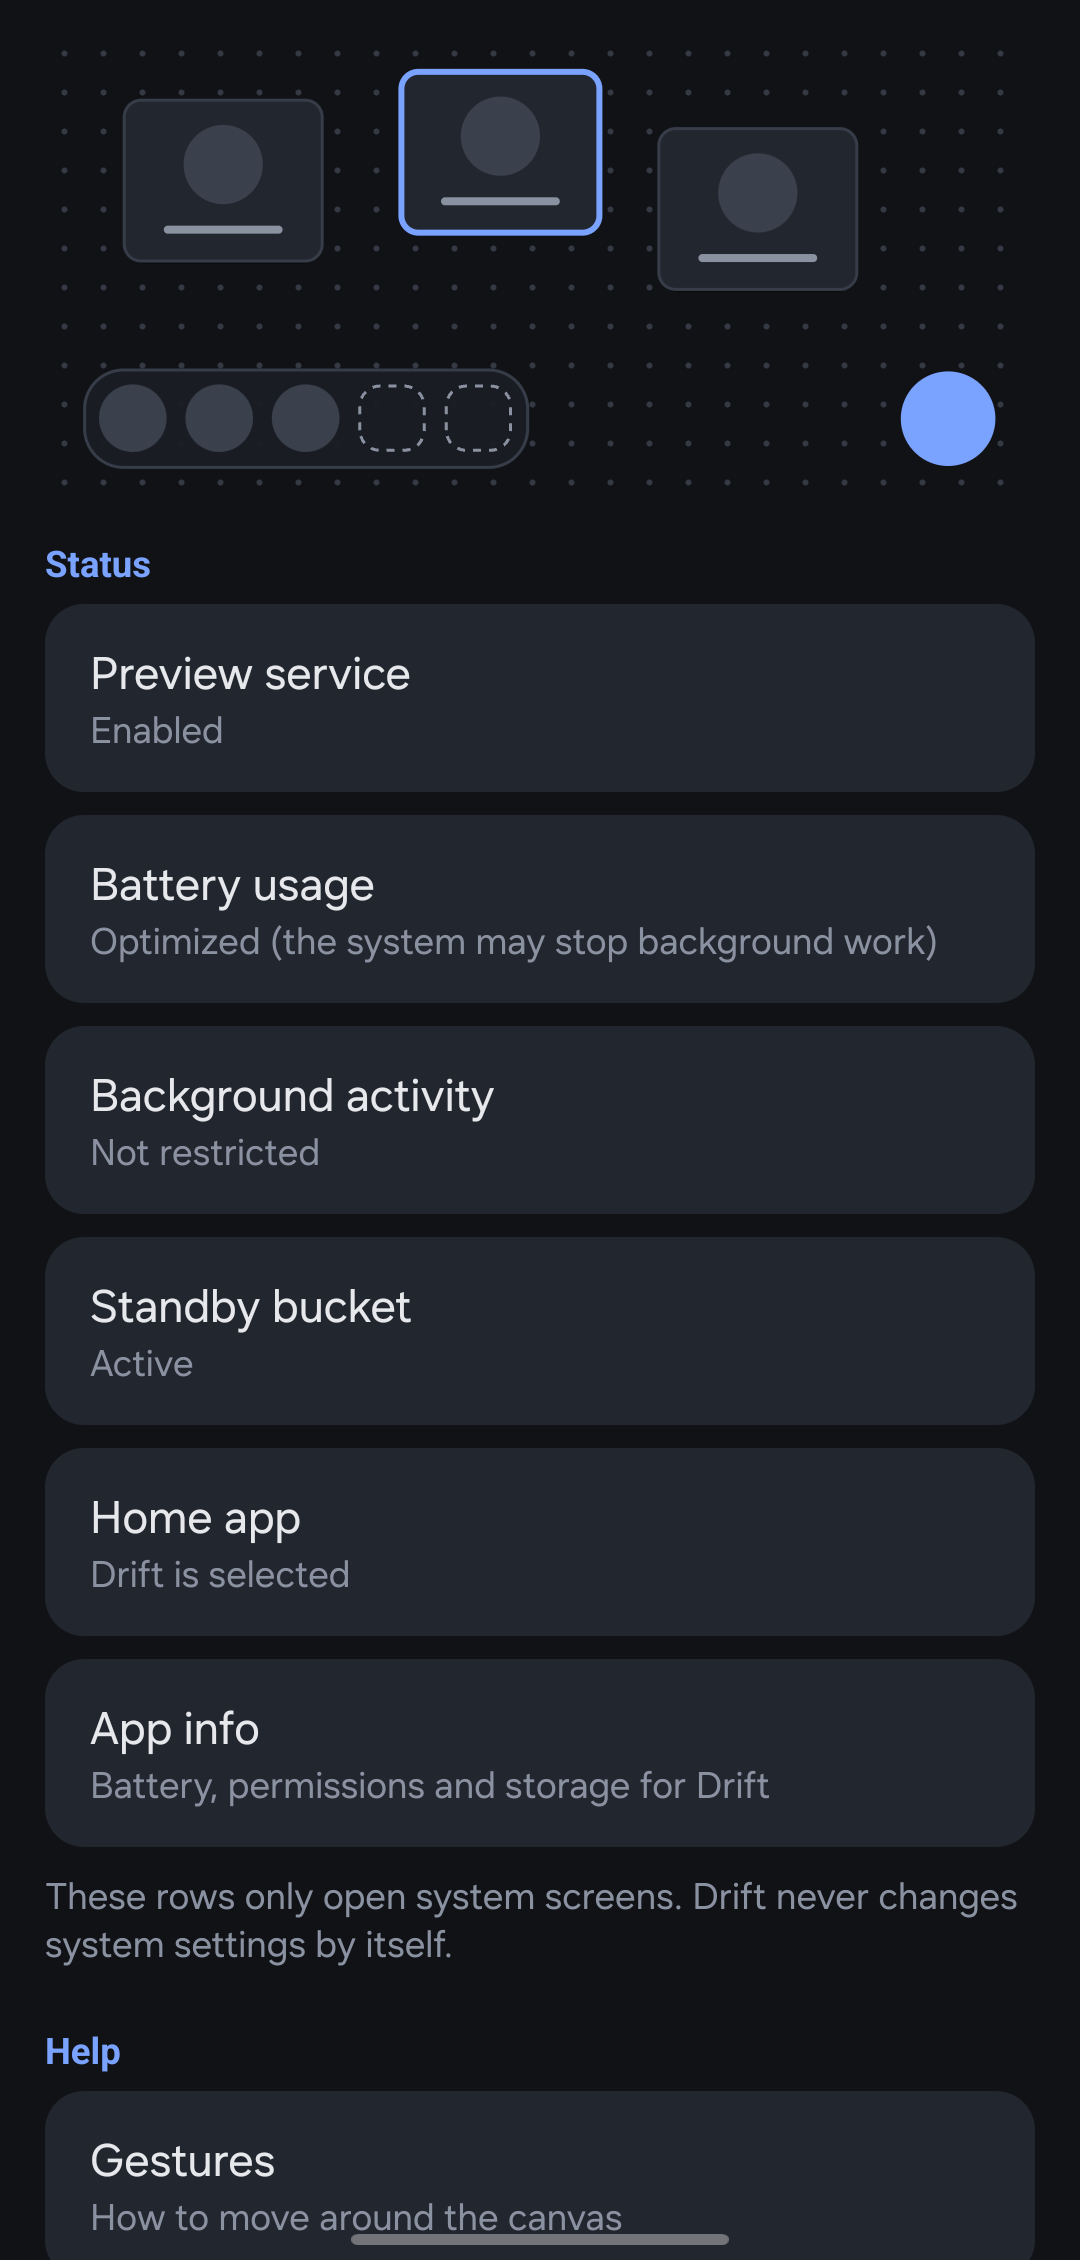 Status
Preview service
Enabled
Battery usage
Optimized (the system may stop background work)
Background activity
Not restricted
Standby bucket
Active
Home app
Drift is selected
App info
Battery, permissions and storage for Drift
These rows only open system screens. Drift never changes
system settings by itself.
Help
Gestures
How to move around the canvas